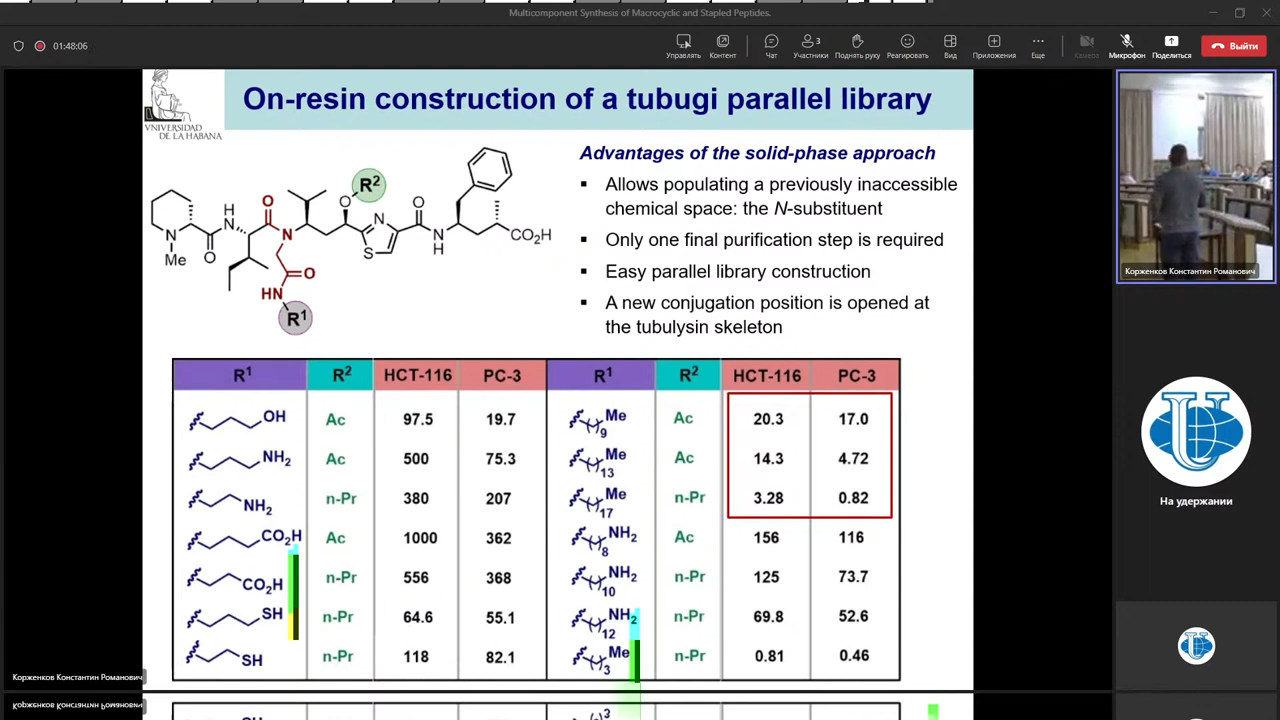 Multicomponent Synthesis of Macrocyclic and Stapled Peptides.
01:48:06
Управлять
Контент
Чат
3
Участники
Поднять руку
Реагировать
Вид
Приложения
Еще
Камера
Микрофон
Поделиться
Выйти
VNIVERSIDAD
DE LA HABANA
On-resin construction of a tubugi parallel library
Advantages of the solid-phase approach
▪ Allows populating a previously inaccessible
chemical space: the N-substituent
▪ Only one final purification step is required
▪ Easy parallel library construction
▪ A new conjugation position is opened at
the tubulysin skeleton
R²
O
O
O
H
N
N
N
Me
O
N
S
N
H
CO₂H
O
HN
R¹
R¹ R² HCT-116 PC-3 R¹ R² HCT-116 PC-3
OH Ac 97.5 19.7 ( )9 Me Ac 20.3 17.0
NH₂ Ac 500 75.3 ( )13 Me Ac 14.3 4.72
NH₂ n-Pr 380 207 ( )17 Me n-Pr 3.28 0.82
CO₂H Ac 1000 362 ( )8 NH₂ Ac 156 116
CO₂H n-Pr 556 368 ( )10 NH₂ n-Pr 125 73.7
SH n-Pr 64.6 55.1 ( )12 NH₂ n-Pr 69.8 52.6
SH n-Pr 118 82.1 ( )3 Me n-Pr 0.81 0.46
Корженков Константин Романович
На удержании
Корженков Константин Романович